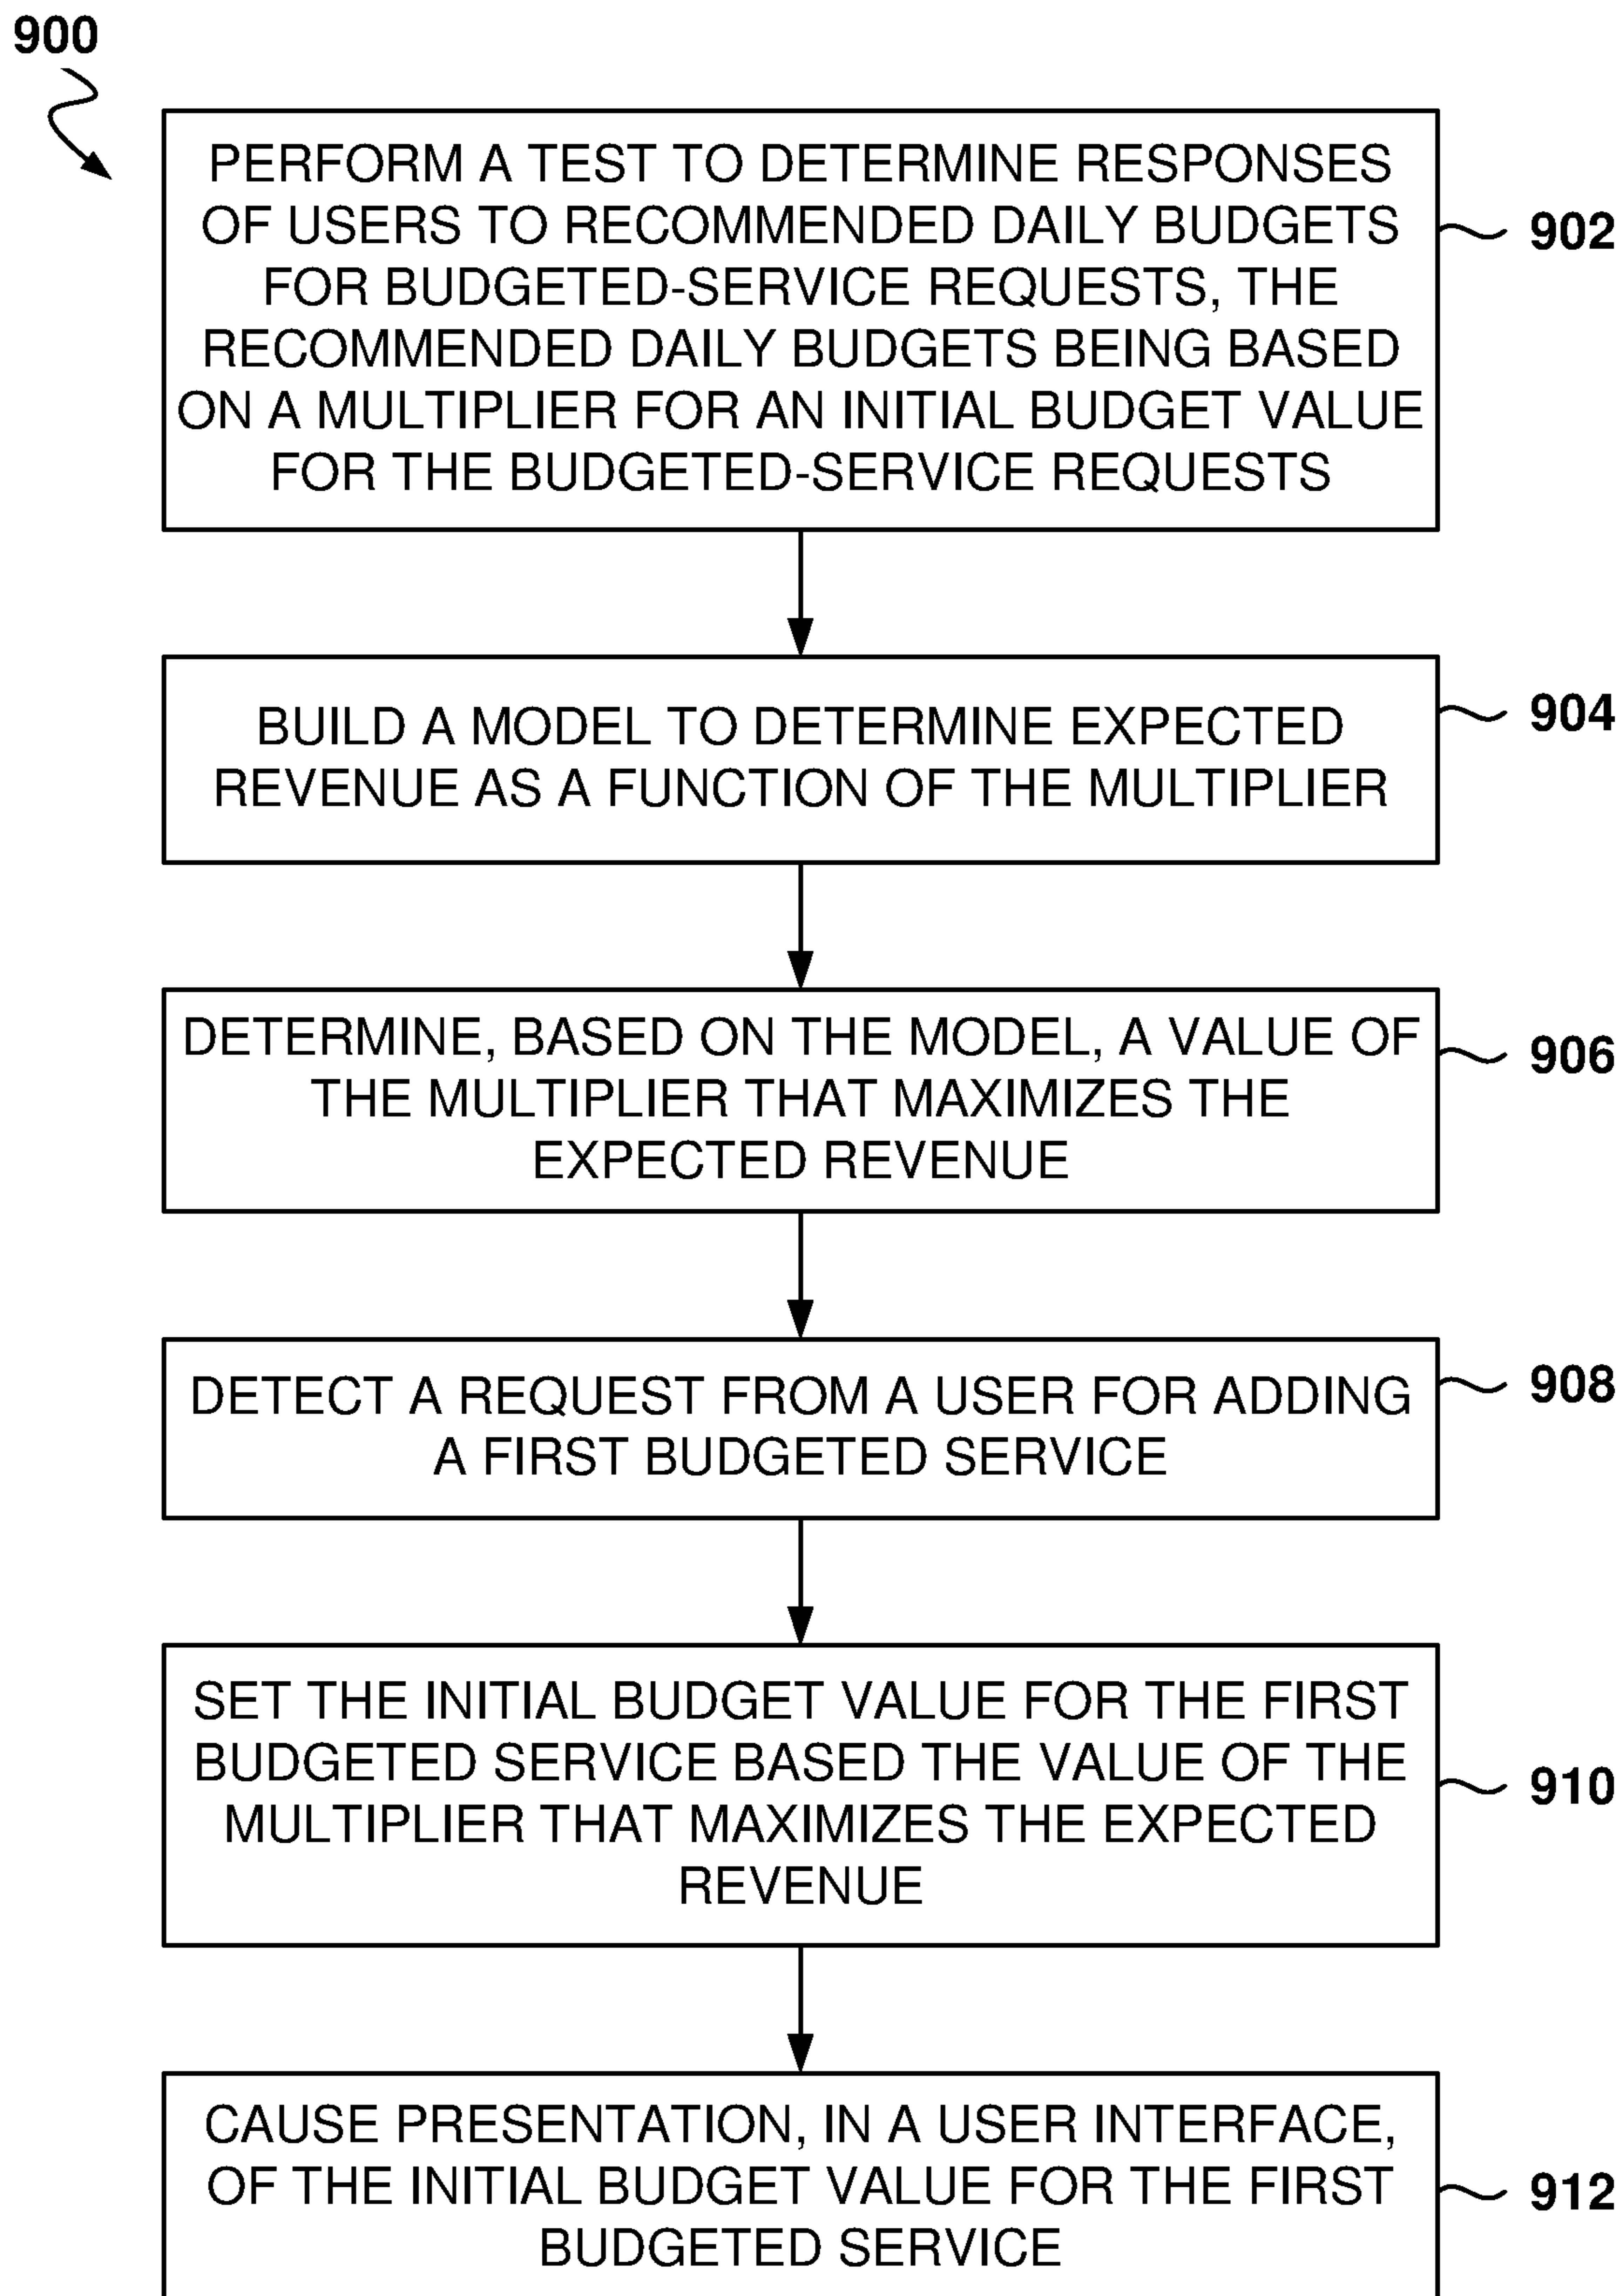 900
PERFORM A TEST TO DETERMINE RESPONSES
OF USERS TO RECOMMENDED DAILY BUDGETS
FOR BUDGETED-SERVICE REQUESTS, THE
RECOMMENDED DAILY BUDGETS BEING BASED
ON A MULTIPLIER FOR AN INITIAL BUDGET VALUE
FOR THE BUDGETED-SERVICE REQUESTS
902
BUILD A MODEL TO DETERMINE EXPECTED
REVENUE AS A FUNCTION OF THE MULTIPLIER
904
DETERMINE, BASED ON THE MODEL, A VALUE OF
THE MULTIPLIER THAT MAXIMIZES THE
EXPECTED REVENUE
906
DETECT A REQUEST FROM A USER FOR ADDING
A FIRST BUDGETED SERVICE
908
SET THE INITIAL BUDGET VALUE FOR THE FIRST
BUDGETED SERVICE BASED THE VALUE OF THE
MULTIPLIER THAT MAXIMIZES THE EXPECTED
REVENUE
910
CAUSE PRESENTATION, IN A USER INTERFACE,
OF THE INITIAL BUDGET VALUE FOR THE FIRST
BUDGETED SERVICE
912